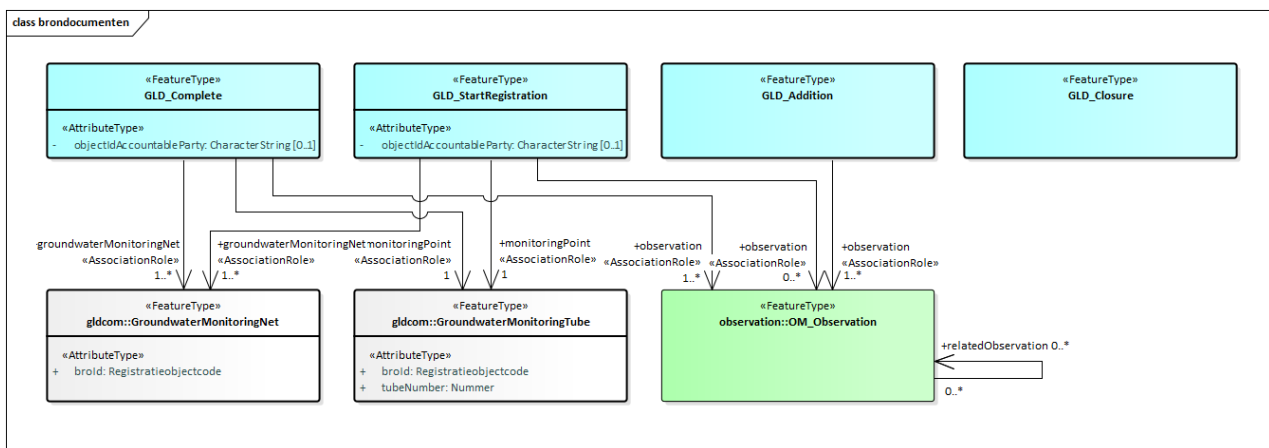 class brondocumenten
«FeatureType»
GLD_Complete
«AttributeType»
- objectIdAccountableParty: CharacterString [0..1]
«FeatureType»
GLD_StartRegistration
«AttributeType»
- objectIdAccountableParty: CharacterString [0..1]
«FeatureType»
GLD_Addition
«FeatureType»
GLD_Closure
groundwaterMonitoringNet
«AssociationRole»
1..*
+groundwaterMonitoringNet
«AssociationRole»
1..*
monitoringPoint
«AssociationRole»
1
+monitoringPoint
«AssociationRole»
1
+observation
«AssociationRole»
1..*
+observation
«AssociationRole»
0..*
+observation
«AssociationRole»
1..*
«FeatureType»
gldcom::GroundwaterMonitoringNet
«AttributeType»
+ broId: Registratieobjectcode
«FeatureType»
gldcom::GroundwaterMonitoringTube
«AttributeType»
+ broId: Registratieobjectcode
+ tubeNumber: Nummer
«FeatureType»
observation::OM_Observation
+relatedObservation 0..*
0..*